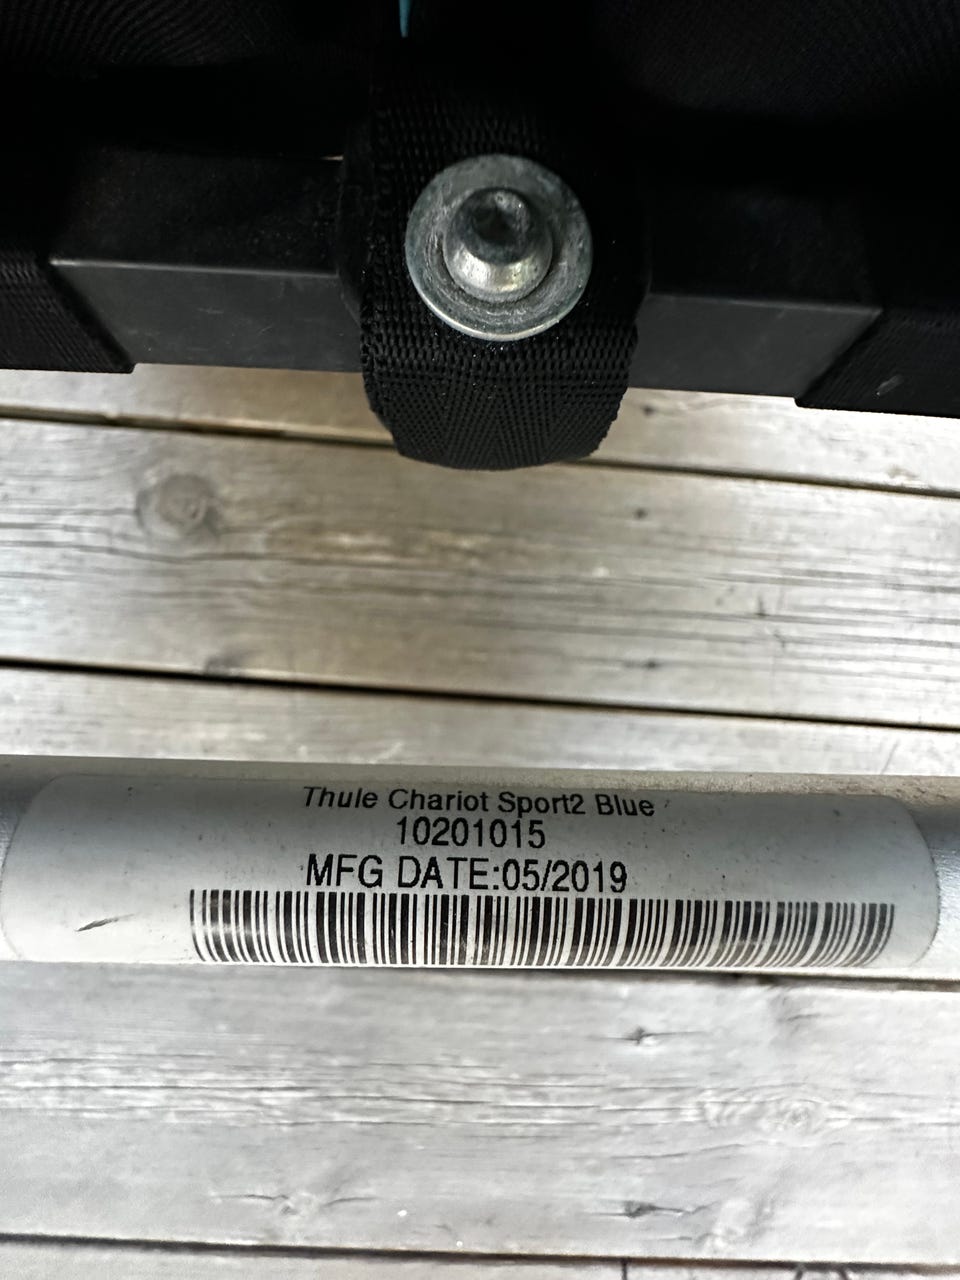 Thule Chariot Sport2 Blue
10201015
MFG DATE:05/2019